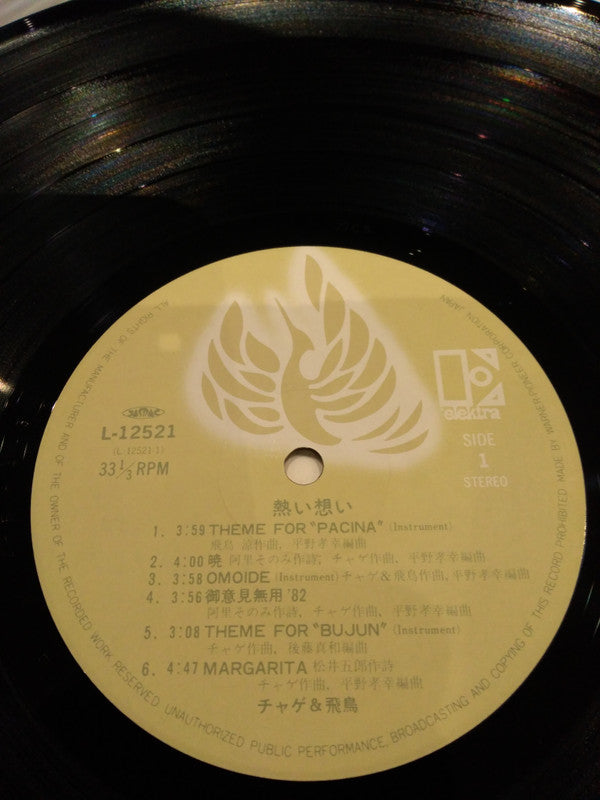 elektra
L-12521
(L-12521 1)
33 1/3 RPM
SIDE
1
STEREO
熱い想い
1. 3:59 THEME FOR "PACINA" (Instrument)
飛鳥 涼作曲、平野孝幸編曲
2. 4:00 暁 阿里そのみ作詩、チャゲ作曲、平野孝幸編曲
3. 3:58 OMOIDE (Instrument) チャゲ&飛鳥作曲、平野孝幸編曲
4. 3:56 御意見無用 '82
阿里そのみ作詩、チャゲ作曲、平野孝幸編曲
5. 3:08 THEME FOR "BUJUN" (Instrument)
チャゲ作曲、後藤真和編曲
6. 4:47 MARGARITA 松井五郎作詩
チャゲ作曲、平野孝幸編曲
チャゲ&飛鳥
ALL RIGHTS OF THE MANUFACTURER AND OF THE OWNER OF THE RECORDED WORK RESERVED. UNAUTHORIZED PUBLIC PERFORMANCE, BROADCASTING AND COPYING OF THIS RECORD PROHIBITED MADE BY WARNER-PIONEER CORPORATION, JAPAN